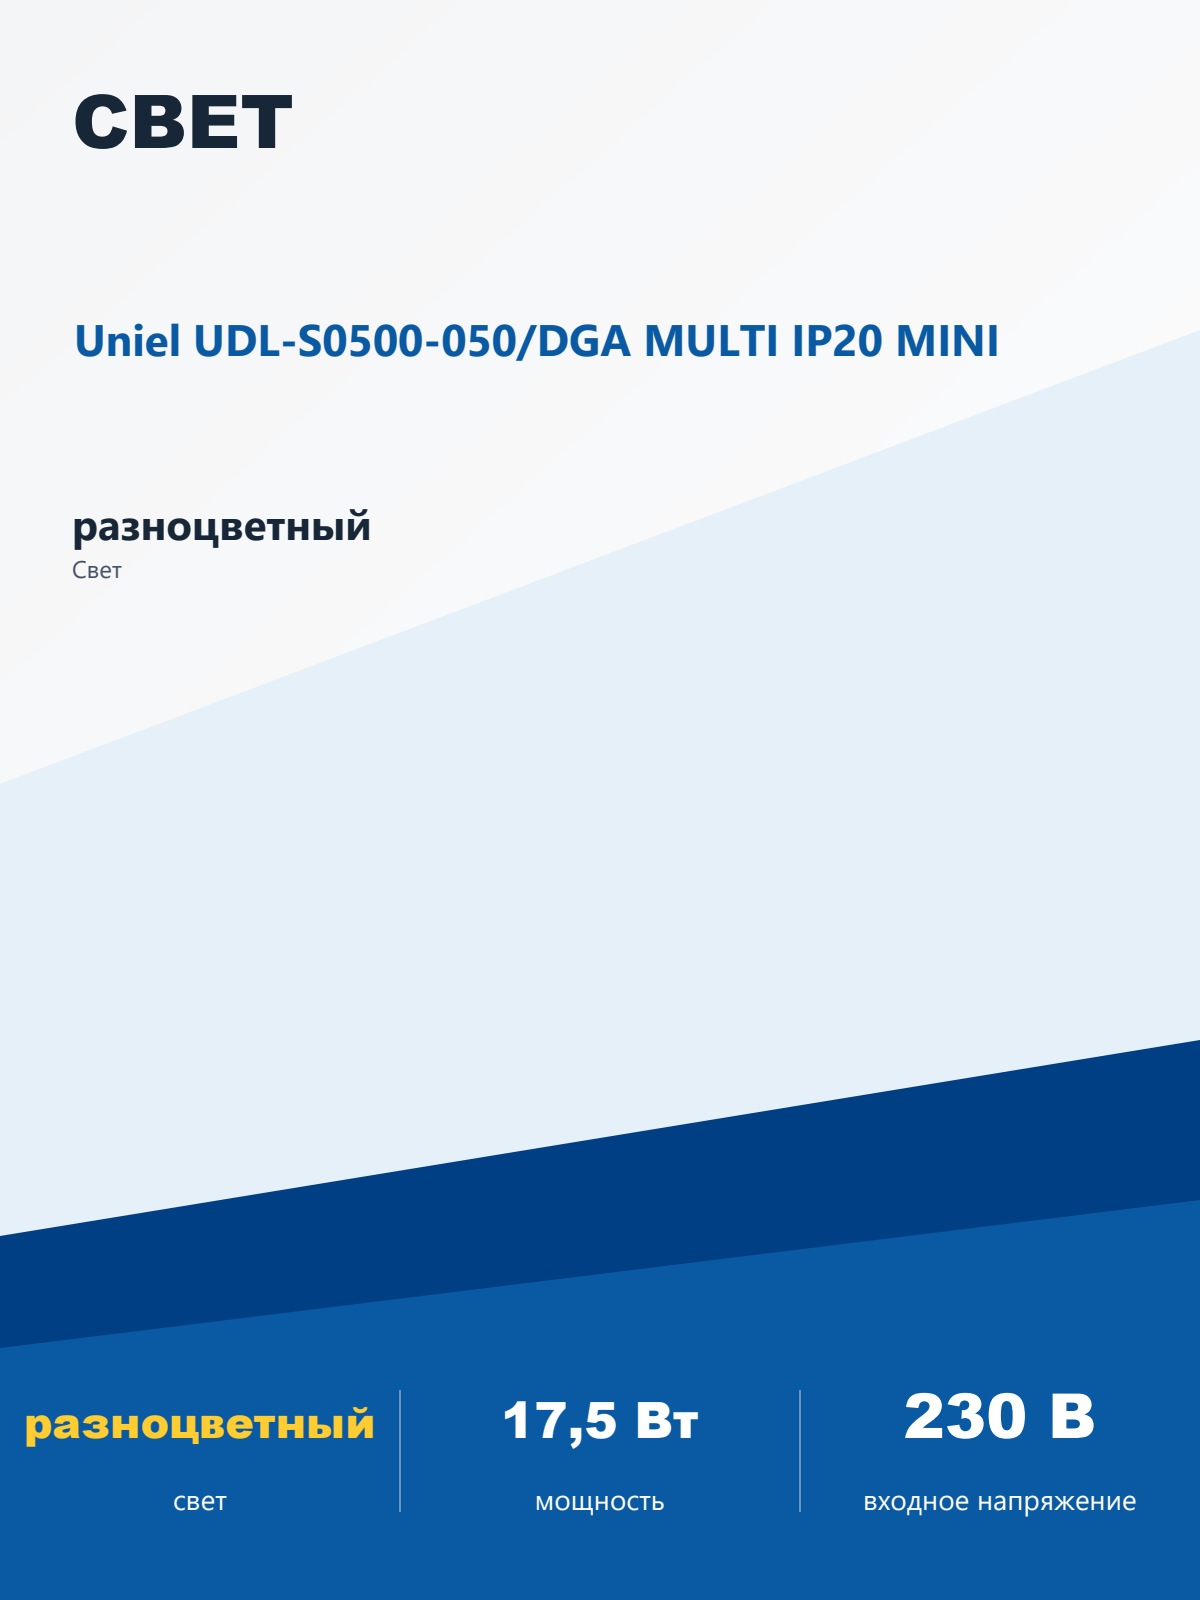 СВЕТ
Uniel UDL-S0500-050/DGA MULTI IP20 MINI
разноцветный
Свет
разноцветный
свет
17,5 Вт
мощность
230 В
входное напряжение